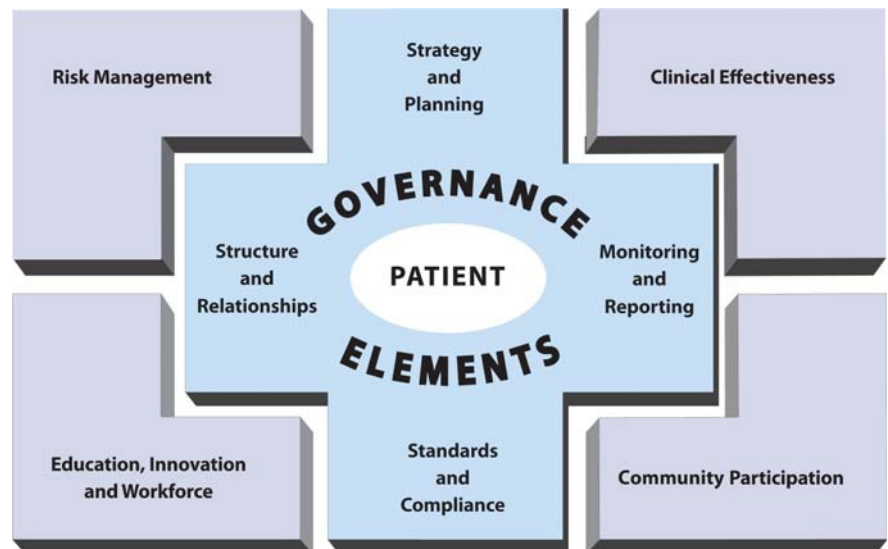 Risk Management
Strategy
and
Planning
Clinical Effectiveness
GOVERNANCE
Structure
and
Relationships
PATIENT
Monitoring
and
Reporting
ELEMENTS
Education, Innovation
and Workforce
Standards
and
Compliance
Community Participation